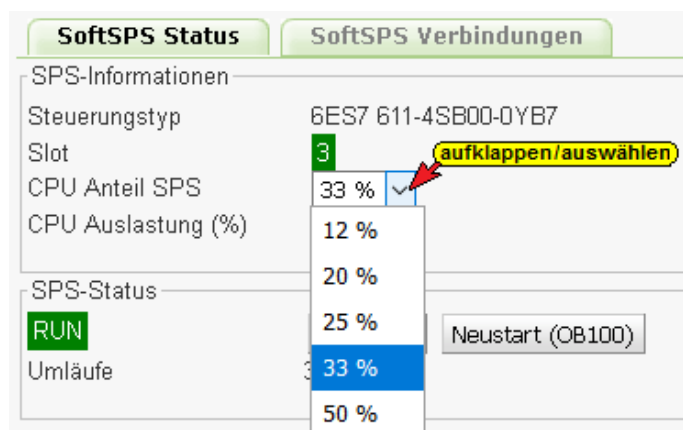 SoftSPS Status SoftSPS Verbindungen
SPS-Informationen
Steuerungstyp 6ES7 611-4SB00-0YB7
Slot 3 aufklappen/auswählen
CPU Anteil SPS 33 %
CPU Auslastung (%)
12 %
20 %
SPS-Status
25 %
RUN Neustart (OB100)
33 %
Umläufe
50 %